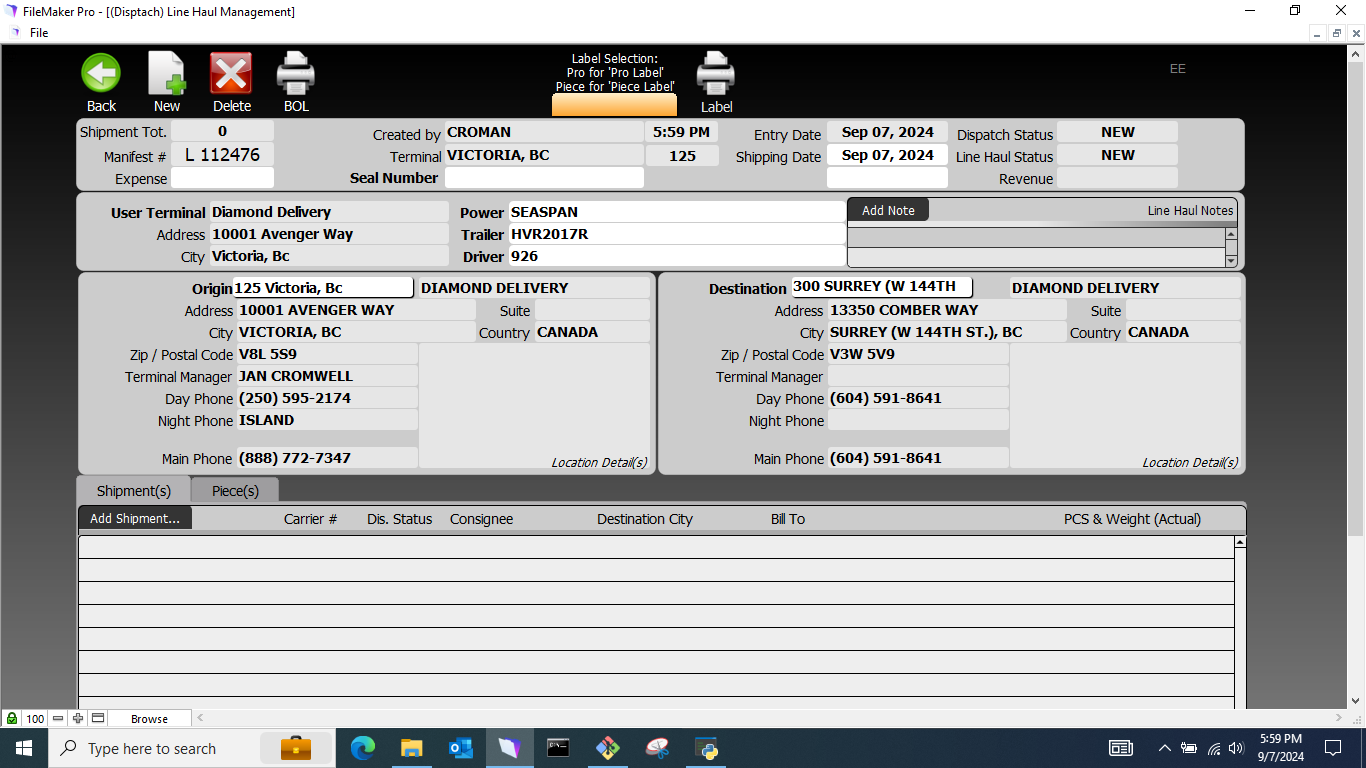 FileMaker Pro - [(Disptach) Line Haul Management]
File
Back
New
Delete
BOL
Label Selection:
Pro for 'Pro Label'
Piece for 'Piece Label'
Label
EE
Shipment Tot. 0 Created by CROMAN 5:59 PM Entry Date Sep 07, 2024 Dispatch Status NEW
Manifest # L 112476 Terminal VICTORIA, BC 125 Shipping Date Sep 07, 2024 Line Haul Status NEW
Expense Seal Number Revenue
User Terminal Diamond Delivery Power SEASPAN Add Note Line Haul Notes
Address 10001 Avenger Way Trailer HVR2017R
City Victoria, Bc Driver 926
Origin 125 Victoria, Bc DIAMOND DELIVERY
Address 10001 AVENGER WAY Suite
City VICTORIA, BC Country CANADA
Zip / Postal Code V8L 5S9
Terminal Manager JAN CROMWELL
Day Phone (250) 595-2174
Night Phone ISLAND
Main Phone (888) 772-7347
Location Detail(s)
Destination 300 SURREY (W 144TH DIAMOND DELIVERY
Address 13350 COMBER WAY Suite
City SURREY (W 144TH ST.), BC Country CANADA
Zip / Postal Code V3W 5V9
Terminal Manager
Day Phone (604) 591-8641
Night Phone
Main Phone (604) 591-8641
Location Detail(s)
Shipment(s) Piece(s)
Add Shipment... Carrier # Dis. Status Consignee Destination City Bill To PCS & Weight (Actual)
100 Browse
Type here to search
5:59 PM
9/7/2024